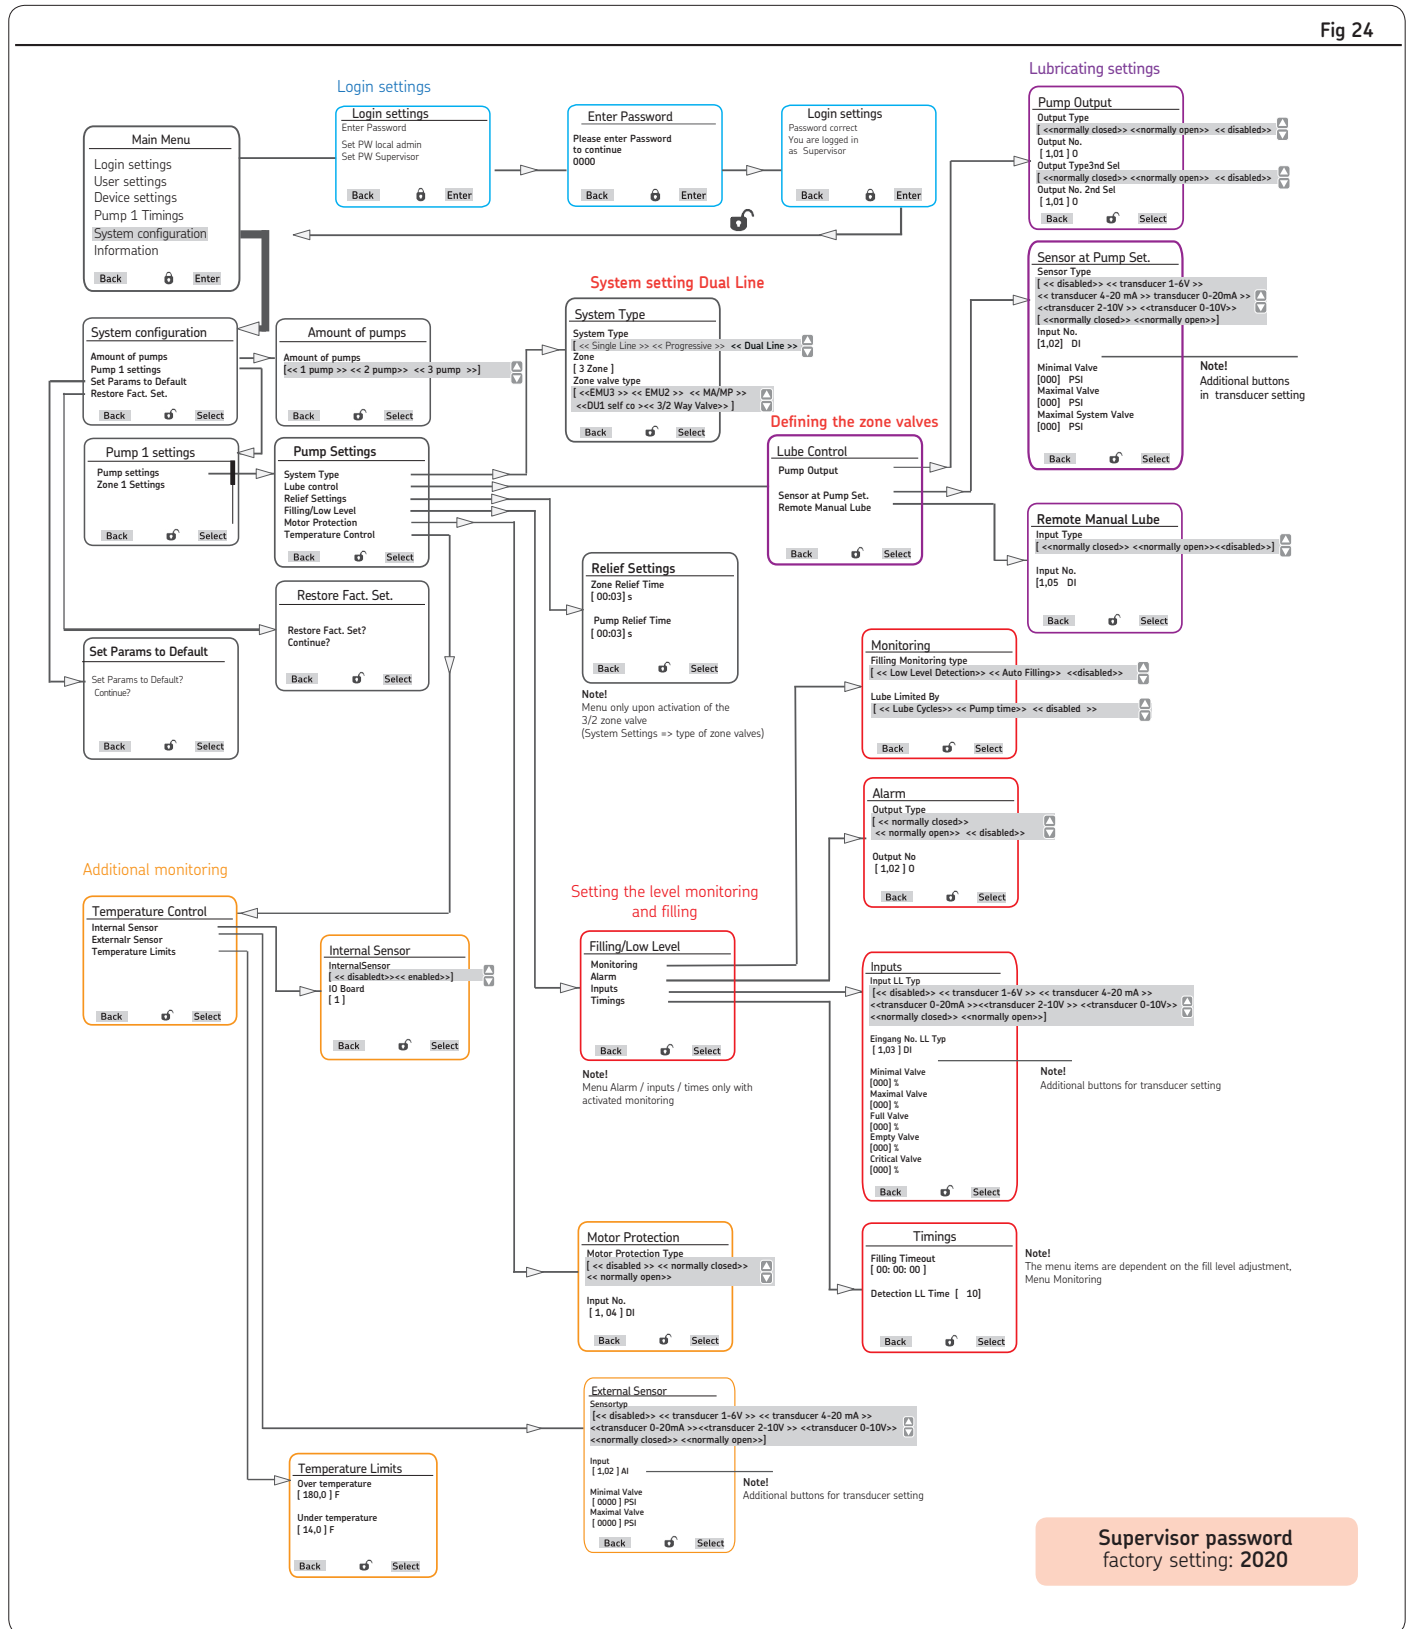 Fig 24
Login settings
Lubricating settings
Main Menu
Login settings
User settings
Device settings
Pump 1 Timings
System configuration
Information
Back Enter
Login settings
Enter Password
Set PW local admin
Set PW Supervisor
Back Enter
Enter Password
Please enter Password
to continue
0000
Back Enter
Login settings
Password correct
You are logged in
as Supervisor
Back Enter
Pump Output
Output Type
[ <<normally closed>> <<normally open>> << disabled>>
Output No.
[ 1,01] 0
Output Type3nd Sel
[ <<normally closed>> <<normally open>> << disabled>>
Output No. 2nd Sel
[ 1,01] 0
Back Select
Sensor at Pump Set.
Sensor Type
[ << disabled>> << transducer 1-6V >>
<< transducer 4-20 mA >> transducer 0-20mA >>
<<transducer 2-10V >> <<transducer 0-10V>>
[ <<normally closed>> <<normally open>>]
Input No.
[1,02] DI
Minimal Valve
[000] PSI
Maximal Valve
[000] PSI
Maximal System Valve
[000] PSI
Back Select
Note!
Additional buttons
in transducer setting
System setting Dual Line
System configuration
Amount of pumps
Pump 1 settings
Set Params to Default
Restore Fact. Set.
Back Select
Amount of pumps
Amount of pumps
[<< 1 pump >> << 2 pump>> << 3 pump >>]
Back Select
System Type
System Type
[ << Single Line >> << Progressive >> << Dual Line >>
Zone
[ 3 Zone ]
Zone valve type
[ <<EMU3 >> << EMU2 >> << MA/MP >>
<<DU1 self co >><< 3/2 Way Valve>> ]
Back Select
Defining the zone valves
Pump 1 settings
Pump settings
Zone 1 Settings
Back Select
Pump Settings
System Type
Lube control
Relief Settings
Filling/Low Level
Motor Protection
Temperature Control
Back Select
Lube Control
Pump Output
Sensor at Pump Set.
Remote Manual Lube
Back Select
Remote Manual Lube
Input Type
[ <<normally closed>> <<normally open>><<disabled>>]
Input No.
[1,05 DI
Back Select
Restore Fact. Set.
Restore Fact. Set?
Continue?
Back Select
Relief Settings
Zone Relief Time
[ 00:03] s
Pump Relief Time
[ 00:03] s
Back Select
Note!
Menu only upon activation of the
3/2 zone valve
(System Settings => type of zone valves)
Set Params to Default
Set Params to Default?
Continue?
Back Select
Monitoring
Filling Monitoring type
[ << Low Level Detection>> << Auto Filling>> <<disabled>>
Lube Limited By
[ << Lube Cycles>> << Pump time>> << disabled >>
Back Select
Alarm
Output Type
[ << normally closed>>
<< normally open>> << disabled>>
Output No
[ 1,02 ] 0
Back Select
Additional monitoring
Temperature Control
Internal Sensor
Externalr Sensor
Temperature Limits
Back Select
Internal Sensor
InternalSensor
[ << disabledt>><< enabled>>]
IO Board
[ 1 ]
Back Select
Setting the level monitoring
and filling
Filling/Low Level
Monitoring
Alarm
Inputs
Timings
Back Select
Note!
Menu Alarm / inputs / times only with
activated monitoring
Inputs
Input LL Typ
[<< disabled>> << transducer 1-6V >> << transducer 4-20 mA >>
<<transducer 0-20mA >><<transducer 2-10V >> <<transducer 0-10V>>
<<normally closed>> <<normally open>>]
Eingang No. LL Typ
[ 1,03 ] DI
Minimal Valve
[000] %
Maximal Valve
[000] %
Full Valve
[000] %
Empty Valve
[000] %
Critical Valve
[000] %
Back Select
Note!
Additional buttons for transducer setting
Motor Protection
Motor Protection Type
[ << disabled >> << normally closed>>
<< normally open>>
Input No.
[ 1, 04 ] DI
Back Select
Timings
Filling Timeout
[ 00: 00: 00 ]
Detection LL Time [ 10]
Back Select
Note!
The menu items are dependent on the fill level adjustment,
Menu Monitoring
External Sensor
Sensortyp
[<< disabled>> << transducer 1-6V >> << transducer 4-20 mA >>
<<transducer 0-20mA >><<transducer 2-10V >> <<transducer 0-10V>>
<<normally closed>> <<normally open>>]
Input
[ 1,02 ] AI
Minimal Valve
[ 0000 ] PSI
Maximal Valve
[ 0000 ] PSI
Back Select
Note!
Additional buttons for transducer setting
Temperature Limits
Over temperature
[ 180,0 ] F
Under temperature
[ 14,0 ] F
Back Select
Supervisor password
factory setting: 2020